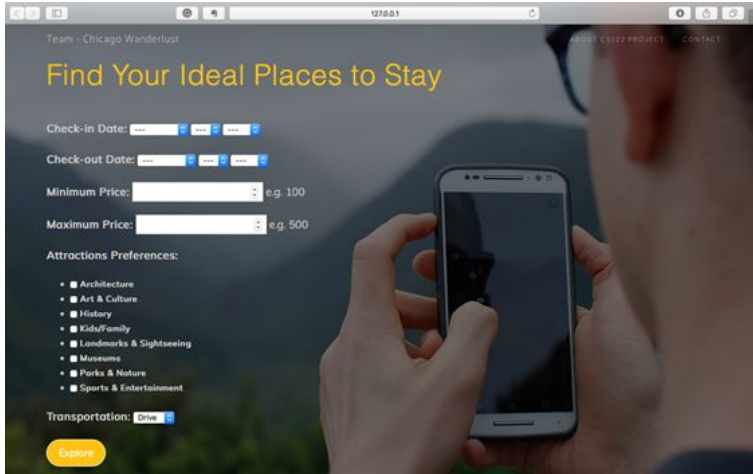 127.0.0.1
Team - Chicago Wanderlust
ABOUT CS122 PROJECT
CONTACT
Find Your Ideal Places to Stay
Check-in Date: --- --- ---
Check-out Date: --- --- ---
Minimum Price: e.g. 100
Maximum Price: e.g. 500
Attractions Preferences:
Architecture
Art & Culture
History
Kids/Family
Landmarks & Sightseeing
Museums
Parks & Nature
Sports & Entertainment
Transportation: Drive
Explore